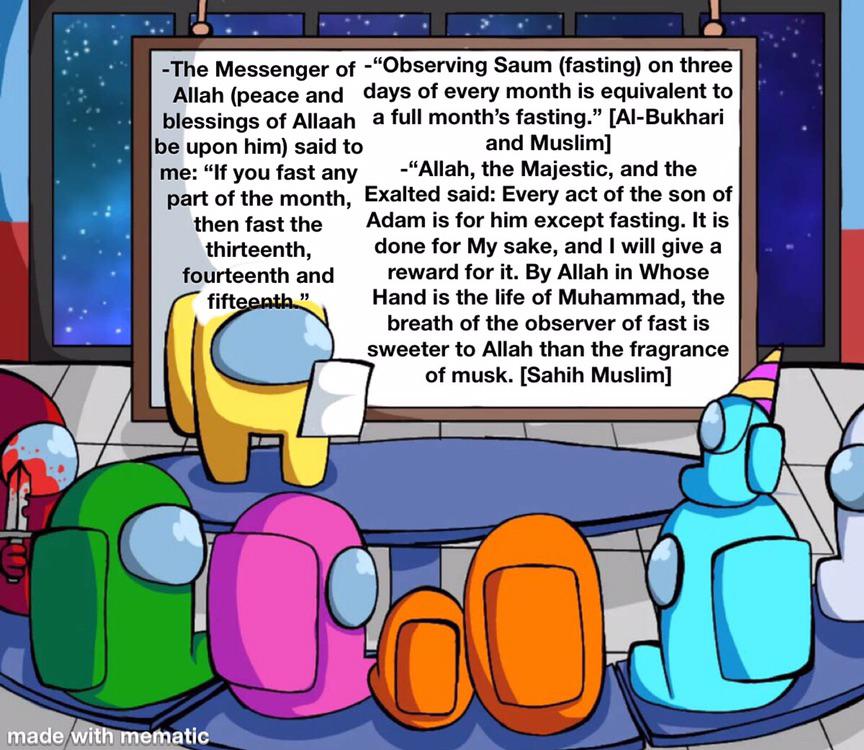 -The Messenger of
Allah (peace and
blessings of Allaah
be upon him) said to
me: “If you fast any
part of the month,
then fast the
thirteenth,
fourteenth and
fifteenth.”
-“Observing Saum (fasting) on three
days of every month is equivalent to
a full month’s fasting.” [Al-Bukhari
and Muslim]
-“Allah, the Majestic, and the
Exalted said: Every act of the son of
Adam is for him except fasting. It is
done for My sake, and I will give a
reward for it. By Allah in Whose
Hand is the life of Muhammad, the
breath of the observer of fast is
sweeter to Allah than the fragrance
of musk. [Sahih Muslim]
made with mematic